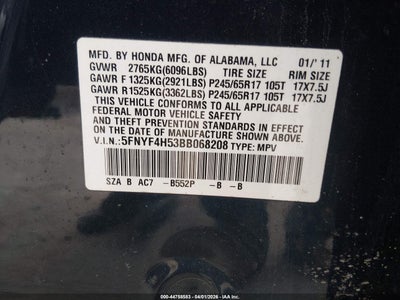 MFD. BY HONDA MFG. OF ALABAMA, LLC 01/'11
GVWR 2765KG(6096LBS) TIRE SIZE RIM SIZE
GAWR F 1325KG(2921LBS) P245/65R17 105T 17X7.5J
GAWR R1525KG(3362LBS) P245/65R17 105T 17X7.5J
THIS VEHICLE CONFORMS TO ALL APPLICABLE
FEDERAL MOTOR VEHICLE SAFETY AND
BUMPER STANDARDS IN EFFECT ON THE DATE OF
MANUFACTURE SHOWN ABOVE.
V.I.N.:5FNYF4H53BB068208 TYPE: MPV
SZA B AC7 -B552P -B -B
000-44758583 - 04/01/2026 - IAA, Inc.